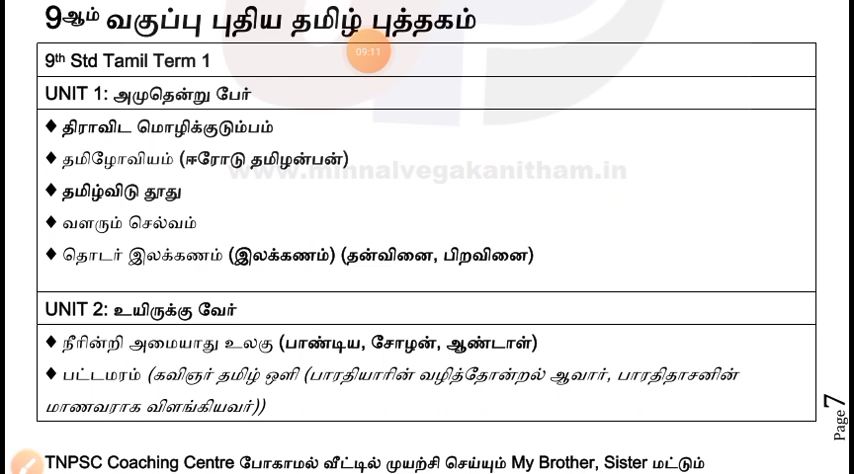 9ஆம் வகுப்பு புதிய தமிழ் புத்தகம்
09:11
9th Std Tamil Term 1
UNIT 1: அமுதென்று பேர்
♦ திராவிட மொழிக்குடும்பம்
♦ தமிழோவியம் (ஈரோடு தமிழன்பன்)
www.minnalvegakanitham.in
♦ தமிழ்விடு தூது
♦ வளரும் செல்வம்
♦ தொடர் இலக்கணம் (இலக்கணம்) (தன்வினை, பிறவினை)
UNIT 2: உயிருக்கு வேர்
♦ நீரின்றி அமையாது உலகு (பாண்டிய, சோழன், ஆண்டாள்)
♦ பட்டமரம் (கவிஞர் தமிழ் ஒளி (பாரதியாரின் வழித்தோன்றல் ஆவார், பாரதிதாசனின்
மாணவராக விளங்கியவர்))
Page 7
TNPSC Coaching Centre போகாமல் வீட்டில் முயற்சி செய்யும் My Brother, Sister மட்டும்